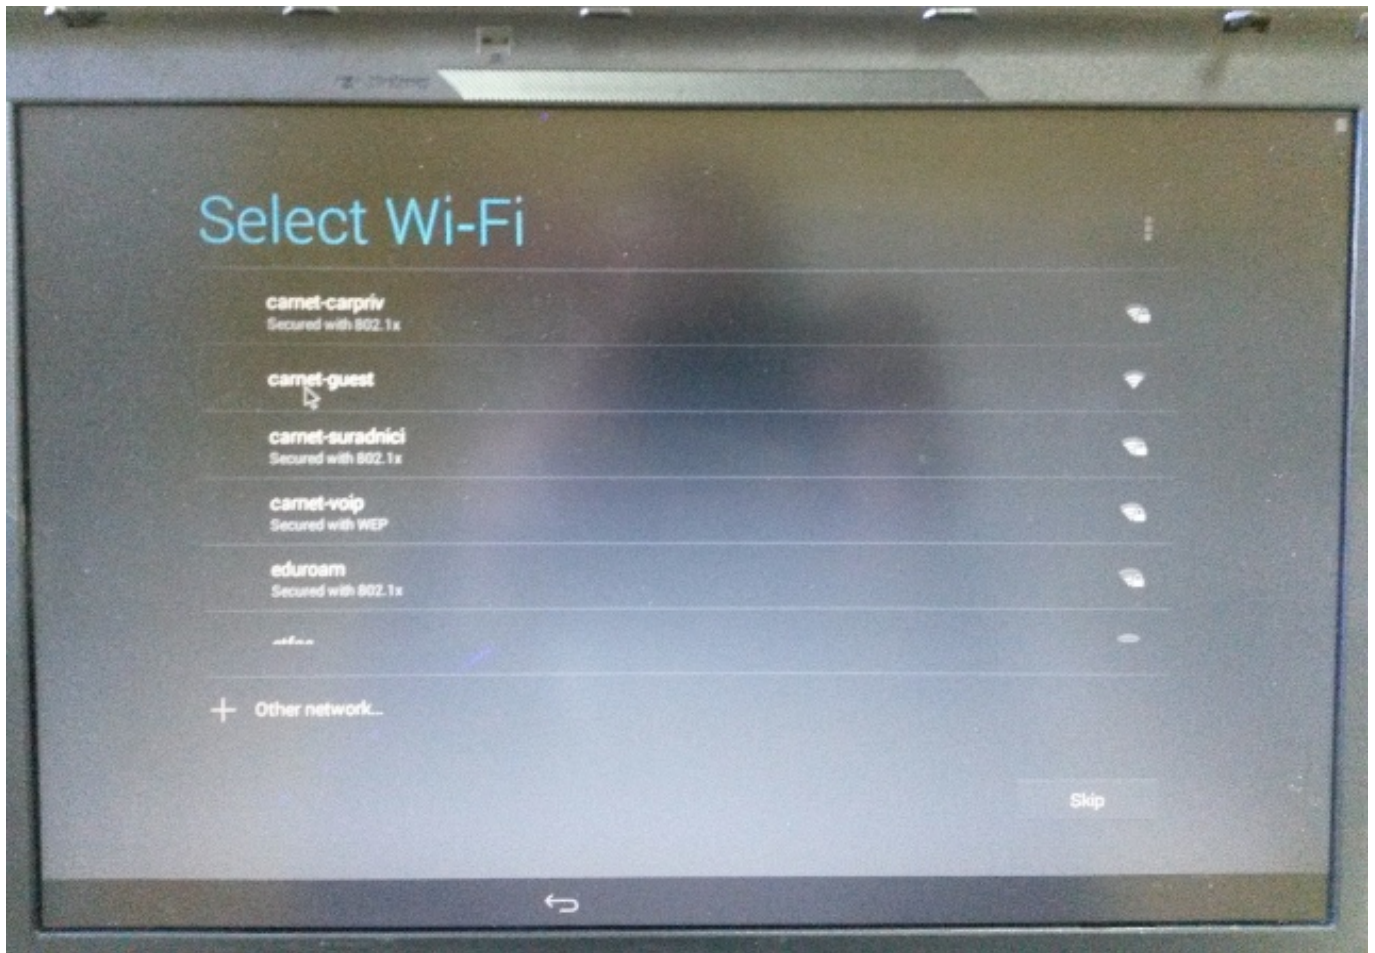 Select Wi-Fi
carnet-carpriv
Secured with 802.1x
carnet-guest
carnet-suradnici
Secured with 802.1x
carnet-voip
Secured with WEP
eduroam
Secured with 802.1x
Other network...
Skip